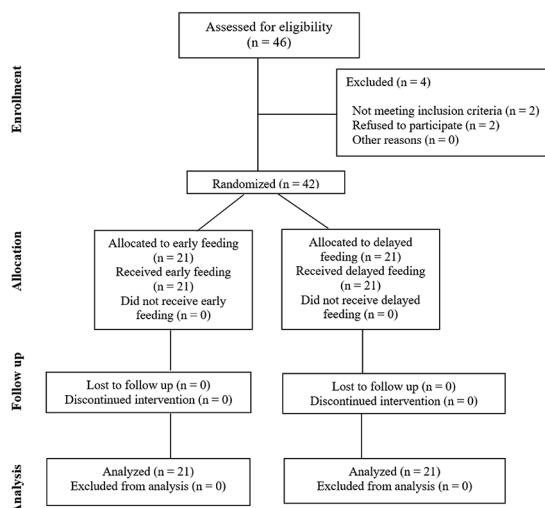 Assessed for eligibility
(n = 46)
Enrollment
Excluded (n = 4)
Not meeting inclusion criteria (n = 2)
Refused to participate (n = 2)
Other reasons (n = 0)
Randomized (n = 42)
Allocation
Allocated to early feeding
(n = 21)
Received early feeding
(n = 21)
Did not receive early
feeding (n = 0)
Allocated to delayed
feeding (n = 21)
Received delayed feeding
(n = 21)
Did not receive delayed
feeding (n = 0)
Follow up
Lost to follow up (n = 0)
Discontinued intervention (n = 0)
Lost to follow up (n = 0)
Discontinued intervention (n = 0)
Analysis
Analyzed (n = 21)
Excluded from analysis (n = 0)
Analyzed (n = 21)
Excluded from analysis (n = 0)